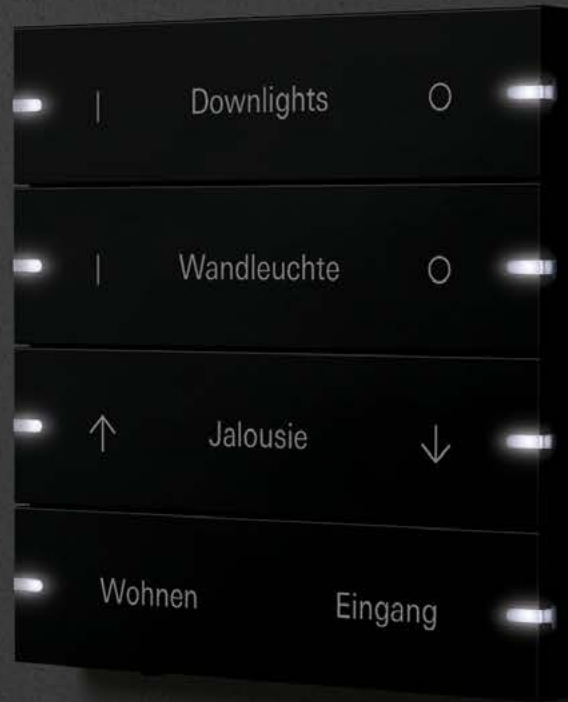 | Downlights O
| Wandleuchte O
↑ Jalousie ↓
Wohnen Eingang